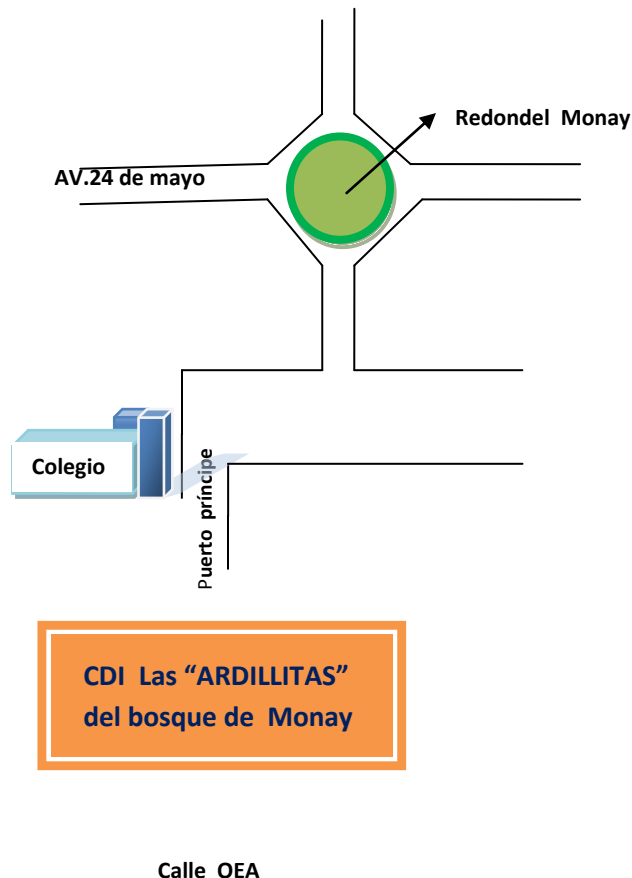 Redondel Monay
AV.24 de mayo
Colegio
Puerto príncipe
CDI Las “ARDILLITAS”
del bosque de Monay
Calle OEA